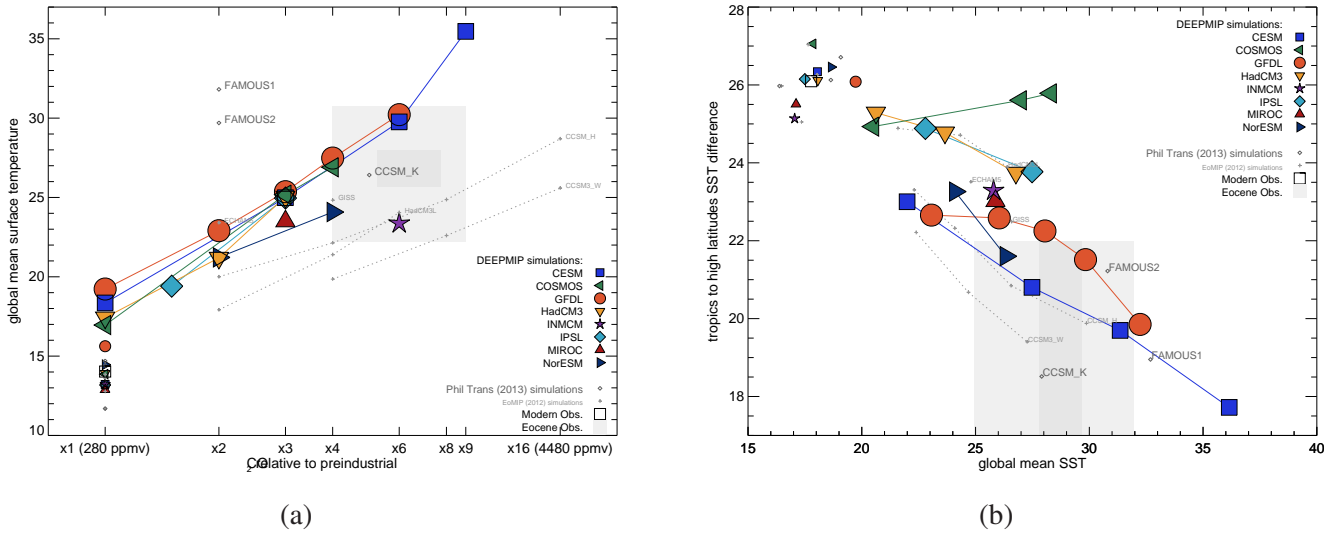 35
30
25
20
15
10
global mean surface temperature
FAMOUS1
FAMOUS2
CCSM_H
CCSM_K
CCSM3_W
GISS
HadCM3L
DEEPMIP simulations:
CESM
COSMOS
GFDL
HadCM3
INMCM
IPSL
MIROC
NorESM
Phil Trans (2013) simulations
EoMIP (2012) simulations
Modern Obs.
Eocene Obs.
x1 (280 ppmv) x2 x3 x4 x6 x8 x9 x16 (4480 ppmv)
relative to preindustrial
(a)
28
26
24
22
20
18
tropics to high latitudes SST difference
DEEPMIP simulations:
CESM
COSMOS
GFDL
HadCM3
INMCM
IPSL
MIROC
NorESM
Phil Trans (2013) simulations
EoMIP (2012) simulations
Modern Obs.
Eocene Obs.
ECHAM5
GISS
FAMOUS2
CCSM_H
CCSM3_W
FAMOUS1
CCSM_K
15 20 25 30 35 40
global mean SST
(b)